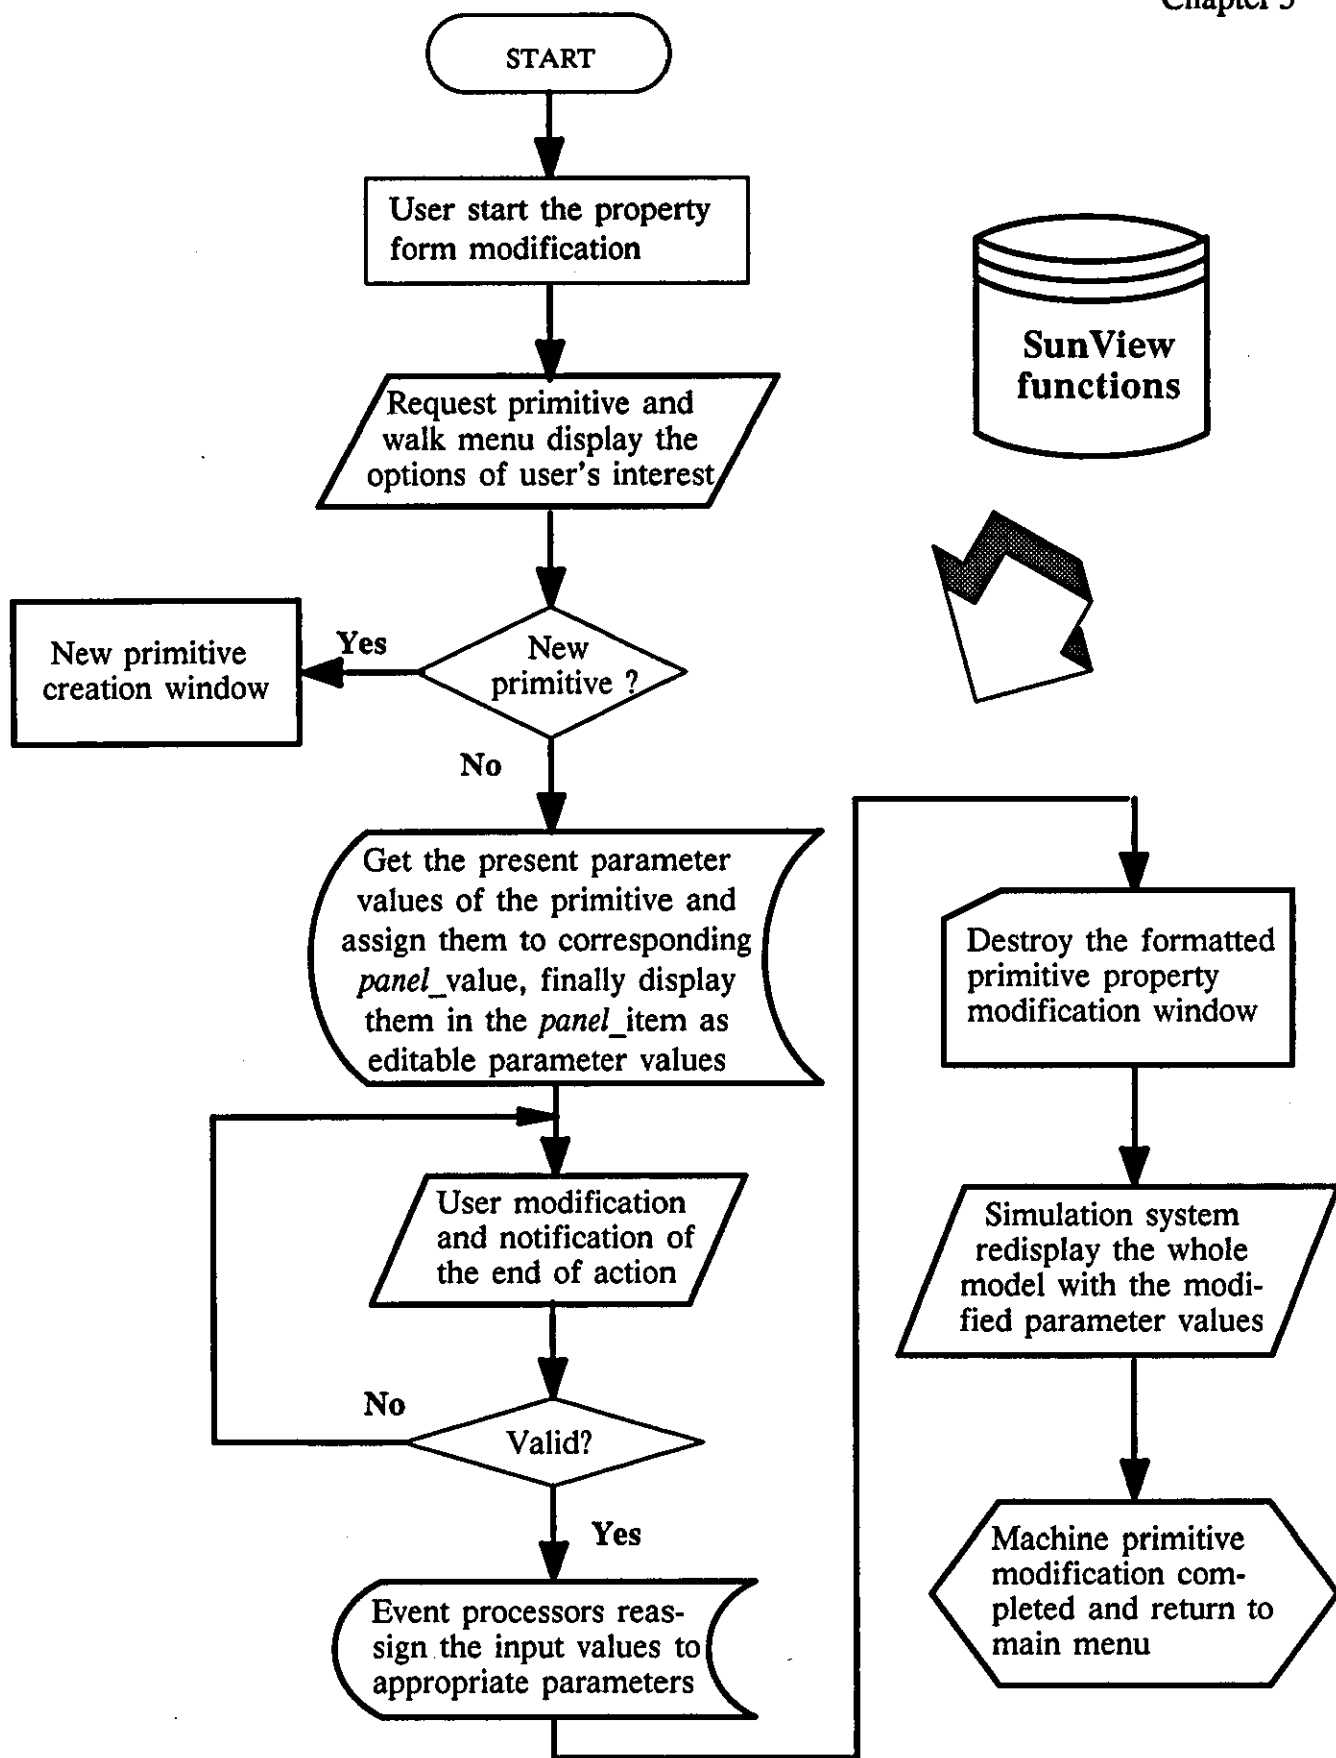 Chapter 5
START
User start the property
form modification
SunView
functions
Request primitive and
walk menu display the
options of user's interest
New
primitive ?
Yes
New primitive
creation window
No
Get the present parameter
values of the primitive and
assign them to corresponding
panel_value, finally display
them in the panel_item as
editable parameter values
User modification
and notification of
the end of action
Valid?
No
Yes
Event processors reas-
sign the input values to
appropriate parameters
Destroy the formatted
primitive property
modification window
Simulation system
redisplay the whole
model with the modi-
fied parameter values
Machine primitive
modification com-
pleted and return to
main menu